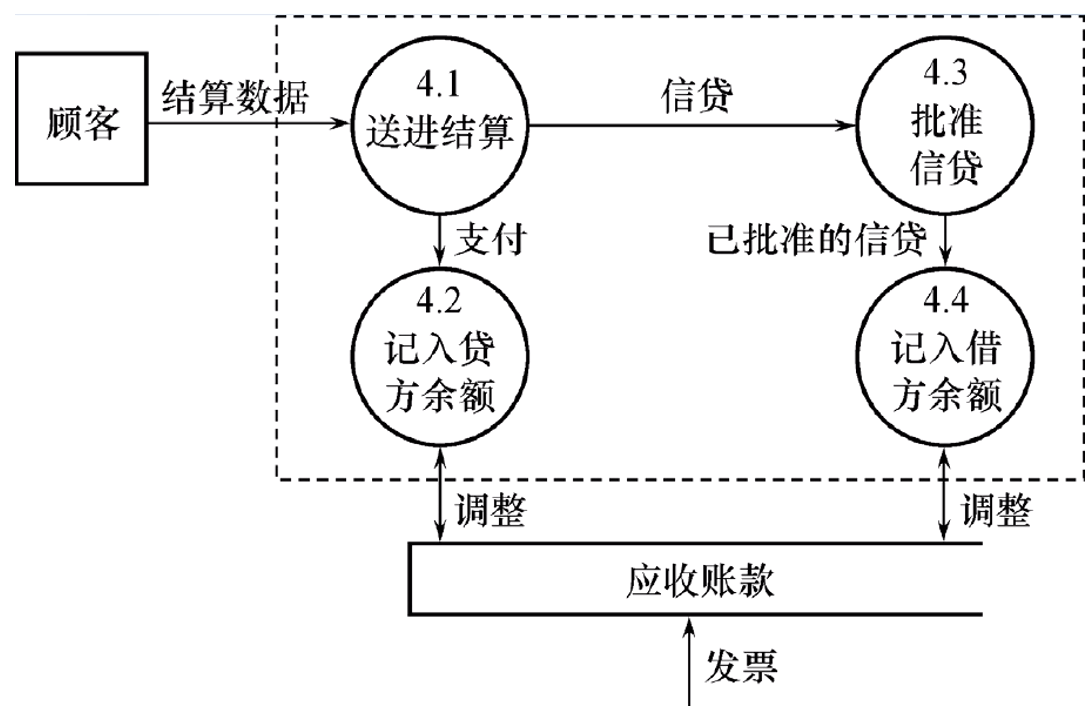 顾客
结算数据
4.1
送进结算
信贷
4.3
批准
信贷
支付
已批准的信贷
4.2
记入贷
方余额
4.4
记入借
方余额
调整
调整
应收账款
发票